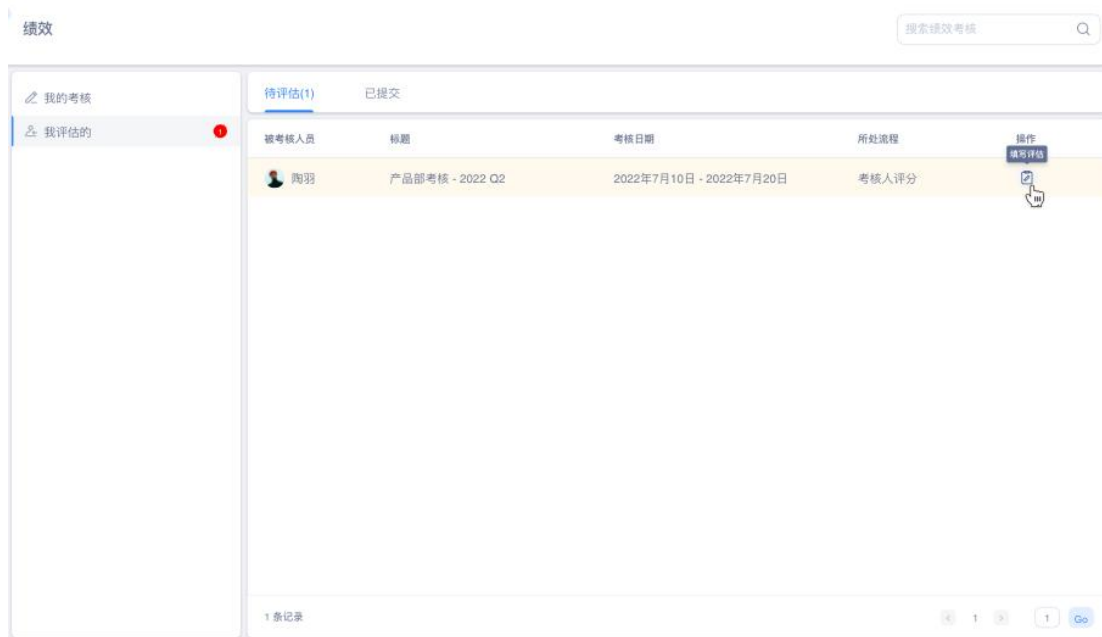 绩效
搜索绩效考核
我的考核
我评估的
1
待评估(1)
已提交
被考核人员
标题
考核日期
所处流程
操作
填写评估
陶羽
产品部考核 - 2022 Q2
2022年7月10日 - 2022年7月20日
考核人评分
1 条记录
1
1
Go